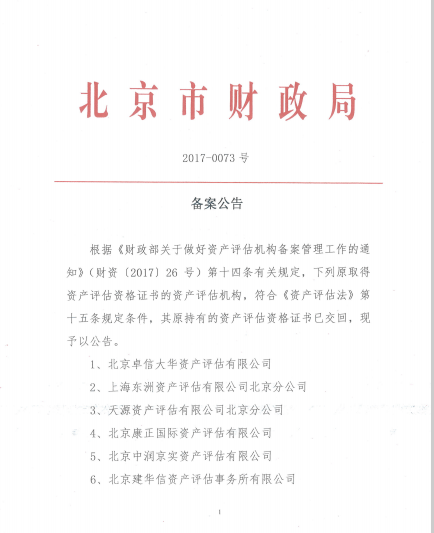 北京市财政局
2017-0073 号
备案公告
根据《财政部关于做好资产评估机构备案管理工作的通
知》（财资〔2017〕26 号）第十四条有关规定，下列原取得
资产评估资格证书的资产评估机构，符合《资产评估法》第
十五条规定条件，其原持有的资产评估资格证书已交回，现
予以公告。
1、北京卓信大华资产评估有限公司
2、上海东洲资产评估有限公司北京分公司
3、天源资产评估有限公司北京分公司
4、北京康正国际资产评估有限公司
5、北京中润京实资产评估有限公司
6、北京建华信资产评估事务所有限公司
1